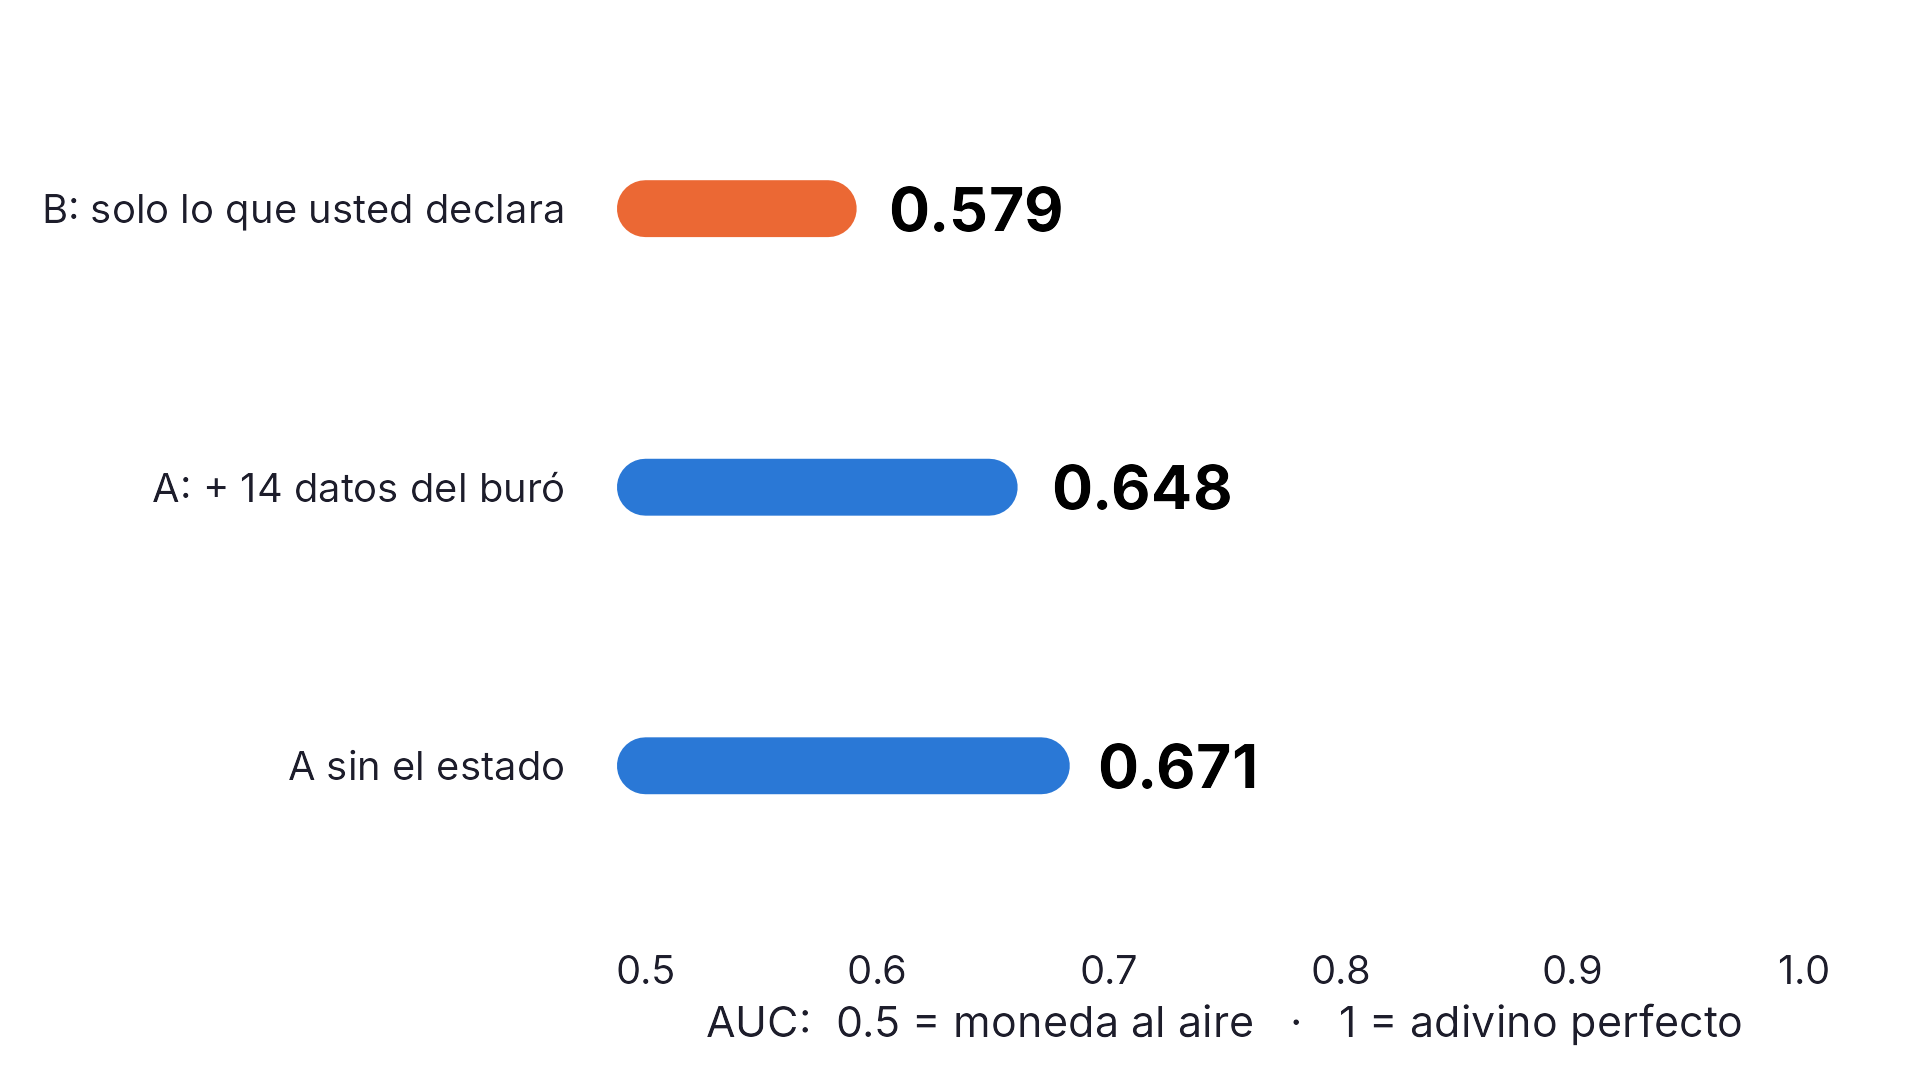 B: solo lo que usted declara
0.579
A: + 14 datos del buró
0.648
A sin el estado
0.671
0.5 0.6 0.7 0.8 0.9 1.0
AUC: 0.5 = moneda al aire · 1 = adivino perfecto